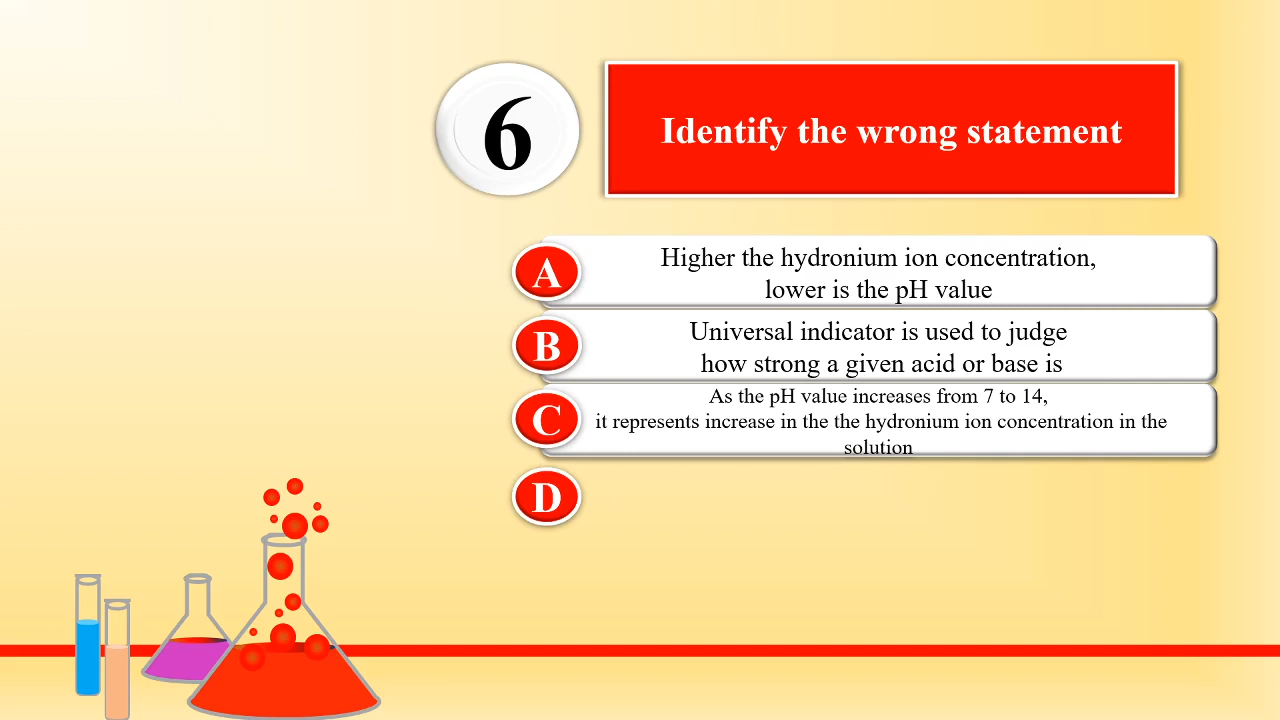 6
Identify the wrong statement
A
Higher the hydronium ion concentration,
lower is the pH value
B
Universal indicator is used to judge
how strong a given acid or base is
C
As the pH value increases from 7 to 14,
it represents increase in the the hydronium ion concentration in the
solution
D